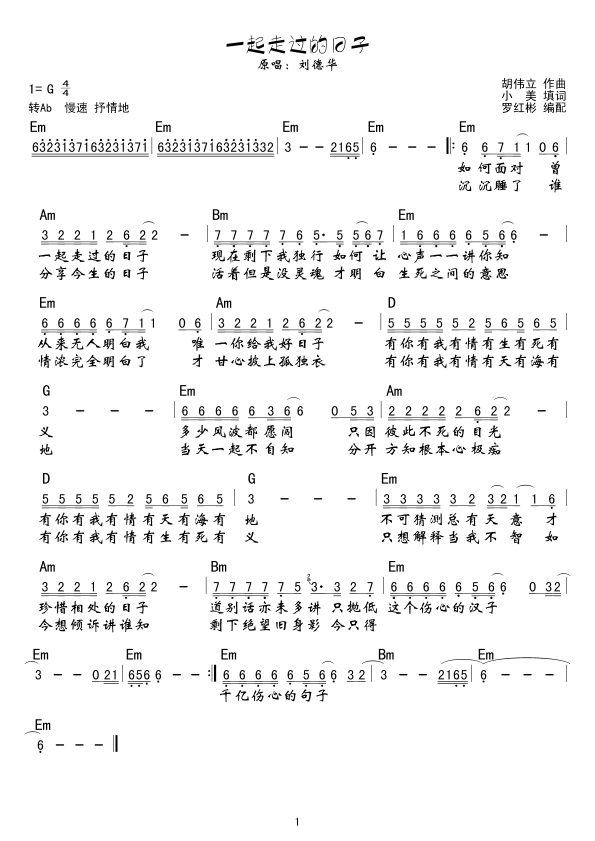 一起走过的日子
原唱：刘德华
1= G 4/4
胡伟立 作曲
小 美 填词
转Ab 慢速 抒情地
罗红彬 编配
Em Em Em Em Em
632313717163231371 632313716323131332 3 - - 2165 6 - - - 6 6 7 1 1 0 6
如何面对 曾
沉沉睡了 谁
Am Bm Em
3 2 2 1 2 6 2 2 - 7 7 7 7 7 6 5· 5 5 6 7 1 6 6 6 6 5 6 6 -
一起走过的日子 现在剩下我独行 如何 让 心声一一讲你知
分享今生的日子 活着但是没灵魂 才明 白 生死之间的意思
Em Am D
6 6 6 6 6 7 1 1 0 6 3 2 2 1 2 6 2 2 - 5 5 5 5 5 2 5 6 5 5 5
从来无人明白我 唯 一你给我好日子 有你有我有情有生有死有
情浓完全明白了 才 甘心披上孤独衣 有你有我有情有天有海有
G Em Am
3 - - - 6 6 6 6 6 3 6 6 0 5 3 2 2 2 2 2 6 2 2 -
义 多少风波都愿闯 只因 彼此不死的目光
地 当天一起不自知 分开 方知根本心极痴
D G Em
5 5 5 5 5 2 5 6 5 5 5 3 - - - 3 3 3 3 3 2 3 2 1 1 6
有你有我有情有天有海有 地 不可猜测总有天意 才
有你有我有情有生有死有 义 只想解释当我不智 如
Am Bm Em
3 2 2 1 2 6 2 2 - 7 7 7 7 7 5 3· 3 2 7 6 6 6 6 6 5 6 6 0 3 2
珍惜相处的日子 道别话亦未多讲 只抛低 这个伤心的汉子
今想倾诉讲谁知 剩下绝望旧身影 今只得
Em Em Em Bm Em
3 - - 0 2 1 6 5 6 6 - - 6 6 6 6 6 5 6 6 3 2 3 - - 2165 6 - - -
千亿伤心的句子
Em
6 - - -
1